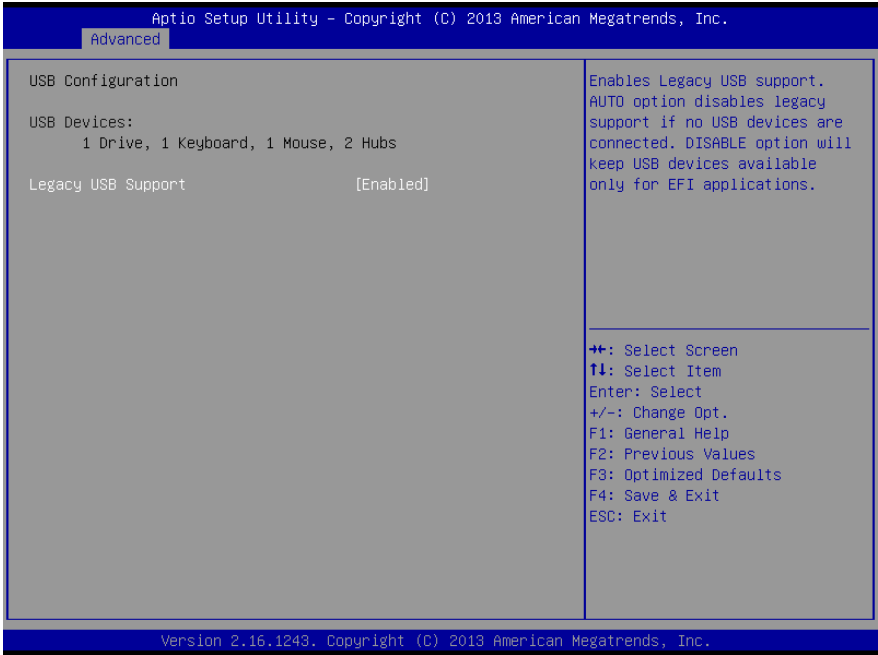 Aptio Setup Utility – Copyright (C) 2013 American Megatrends, Inc.
Advanced
USB Configuration
USB Devices:
1 Drive, 1 Keyboard, 1 Mouse, 2 Hubs
Legacy USB Support [Enabled]
Enables Legacy USB support.
AUTO option disables legacy
support if no USB devices are
connected. DISABLE option will
keep USB devices available
only for EFI applications.
→←: Select Screen
↑↓: Select Item
Enter: Select
+/-: Change Opt.
F1: General Help
F2: Previous Values
F3: Optimized Defaults
F4: Save & Exit
ESC: Exit
Version 2.16.1243. Copyright (C) 2013 American Megatrends, Inc.